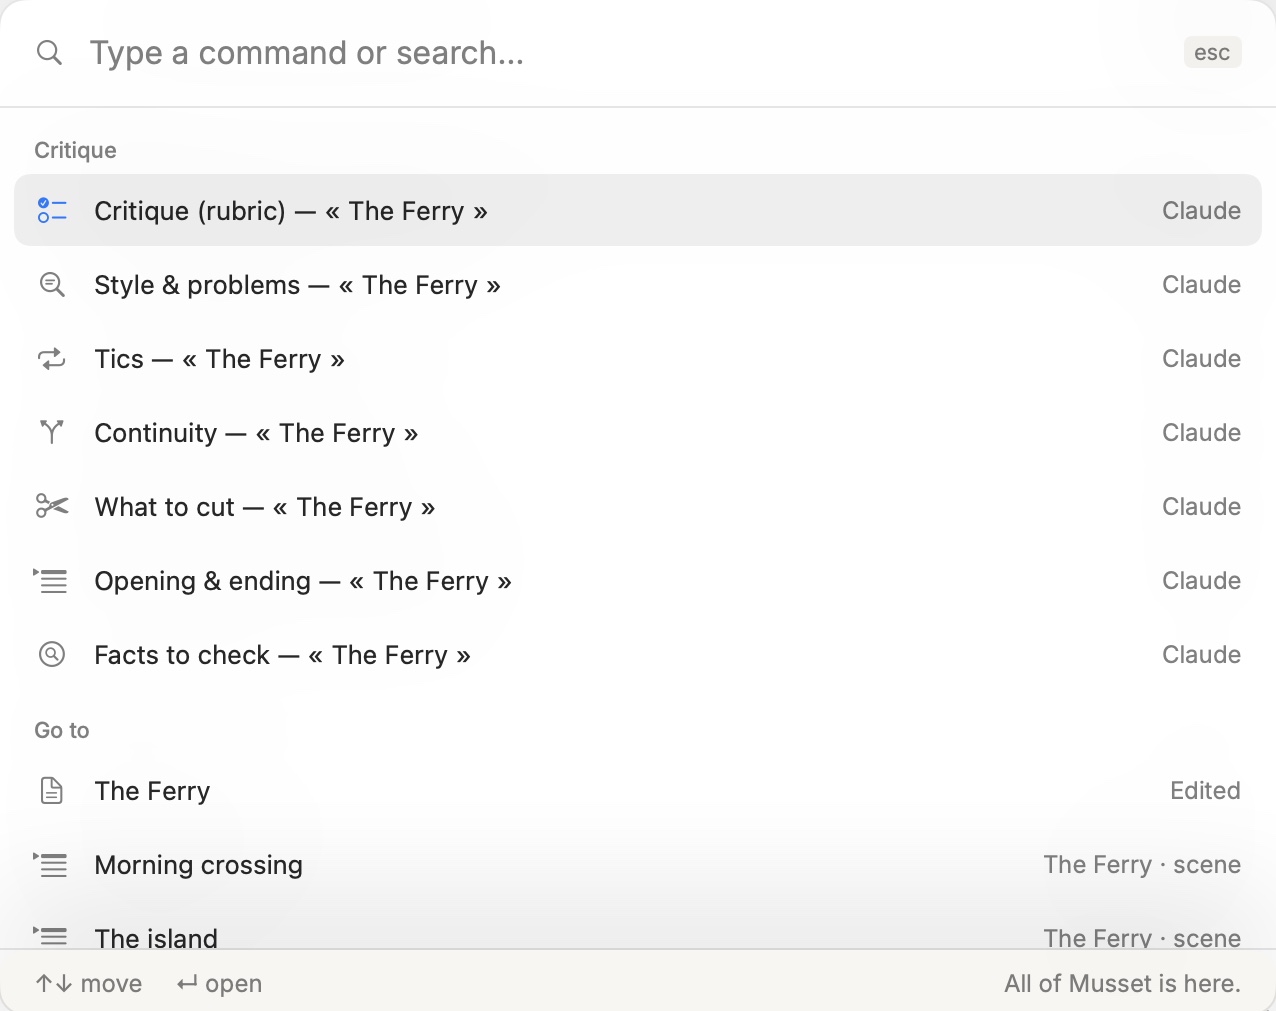 Type a command or search...
esc
Critique
Critique (rubric) — « The Ferry »
Claude
Style & problems — « The Ferry »
Claude
Tics — « The Ferry »
Claude
Continuity — « The Ferry »
Claude
What to cut — « The Ferry »
Claude
Opening & ending — « The Ferry »
Claude
Facts to check — « The Ferry »
Claude
Go to
The Ferry
Edited
Morning crossing
The Ferry · scene
The island
The Ferry · scene
↑↓ move
↵ open
All of Musset is here.